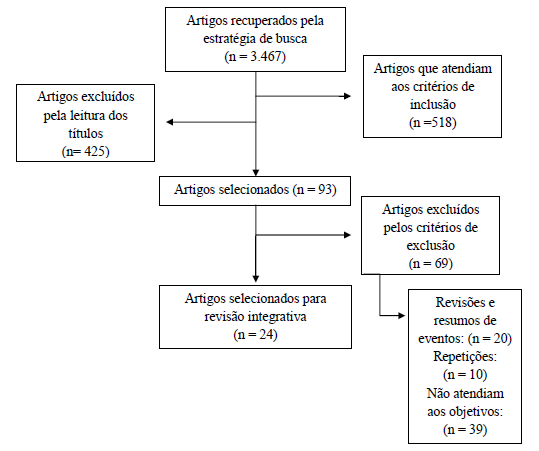 Artigos recuperados pela
estratégia de busca
(n = 3.467)
Artigos que atendiam
aos critérios de
inclusão
(n =518)
Artigos excluídos
pela leitura dos
títulos
(n= 425)
Artigos selecionados (n = 93)
Artigos excluídos
pelos critérios de
exclusão
(n = 69)
Artigos selecionados para
revisão integrativa
(n = 24)
Revisões e
resumos de
eventos: (n = 20)
Repetições:
(n = 10)
Não atendiam
aos objetivos:
(n = 39)